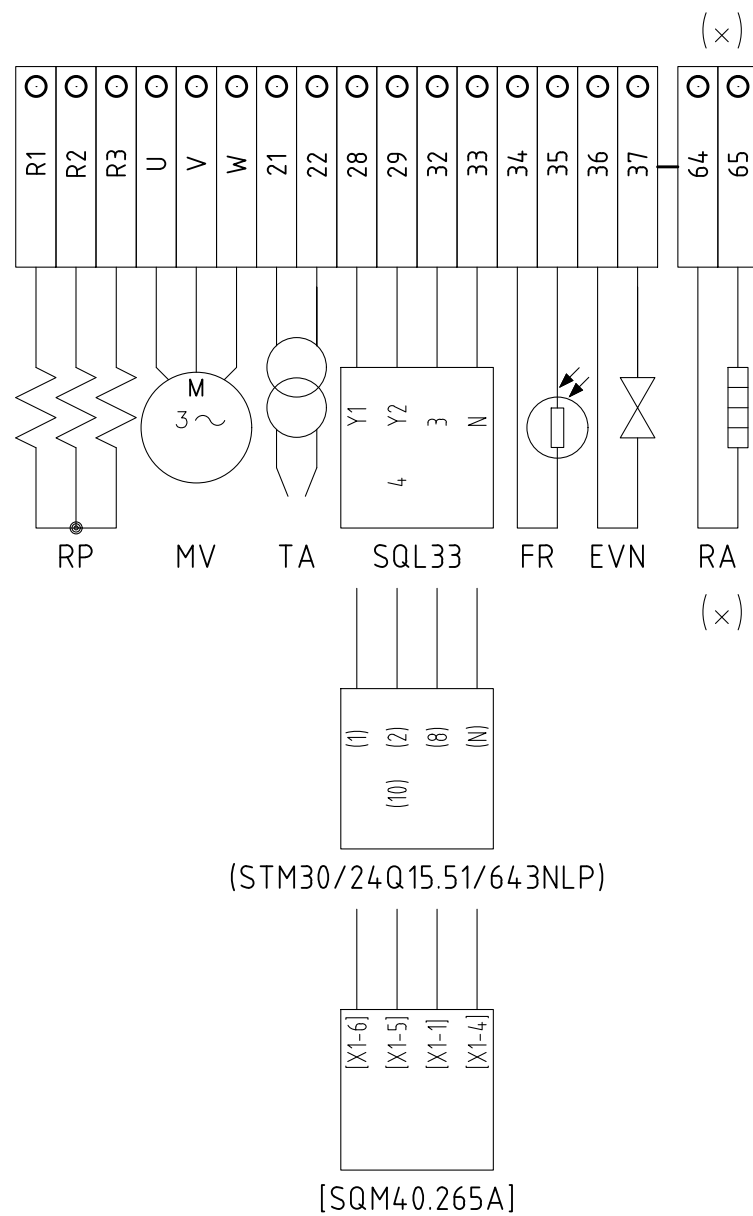 (×)
R1 R2 R3 U V W 21 22 28 29 32 33 34 35 36 37 64 65
M
3~
Y1 Y2 3 N
4
RP MV TA SQL33 FR EVN RA
(×)
(1) (2) (8) (N)
(10)
(STM30/24Q15.51/643NLP)
[X1-6] [X1-5] [X1-1] [X1-4]
[SQM40.265A]